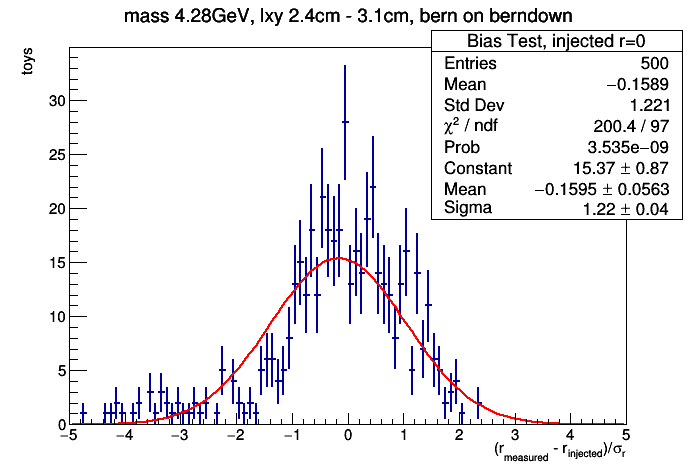 mass 4.28GeV, lxy 2.4cm - 3.1cm, bern on berndown
Bias Test, injected r=0
Entries 500
Mean −0.1589
Std Dev 1.221
χ² / ndf 200.4 / 97
Prob 3.535e−09
Constant 15.37 ± 0.87
Mean −0.1595 ± 0.0563
Sigma 1.22 ± 0.04
toys
30
25
20
15
10
5
0
−5 −4 −3 −2 −1 0 1 2 3 4 5
(r_measured - r_injected)/σ_r